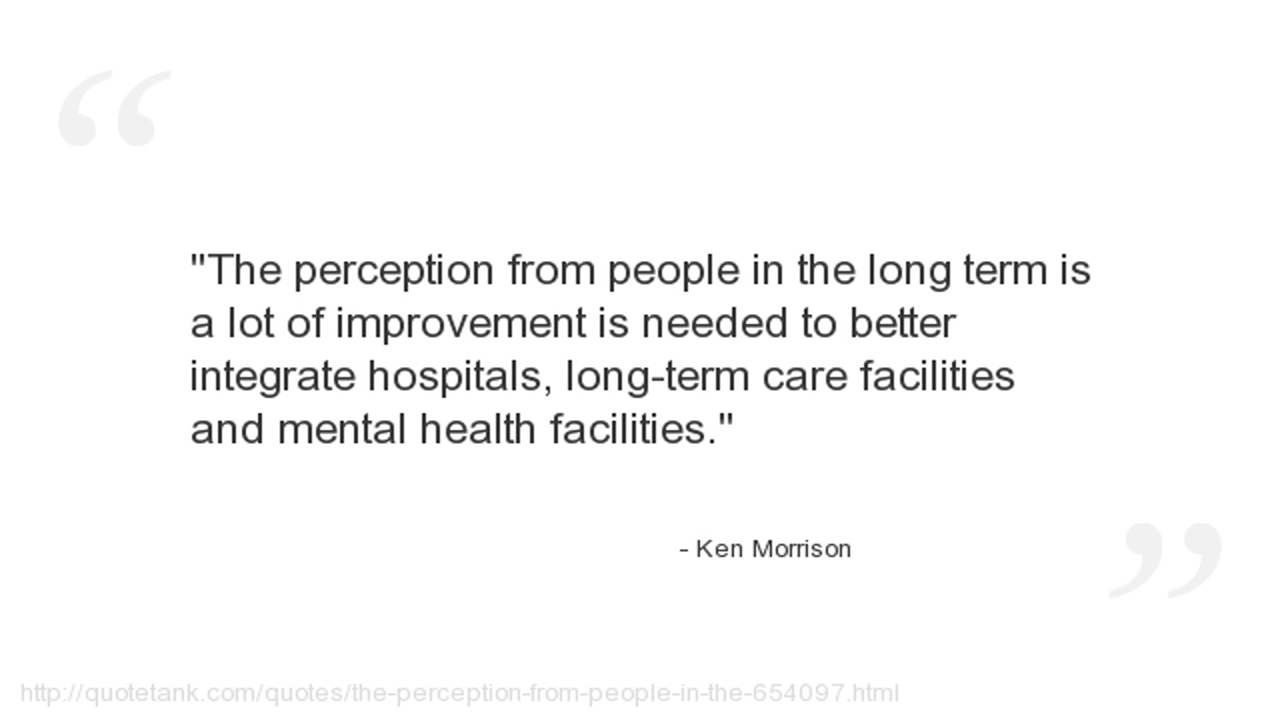 "The perception from people in the long term is
a lot of improvement is needed to better
integrate hospitals, long-term care facilities
and mental health facilities."
- Ken Morrison
http://quotetank.com/quotes/the-perception-from-people-in-the-654097.html